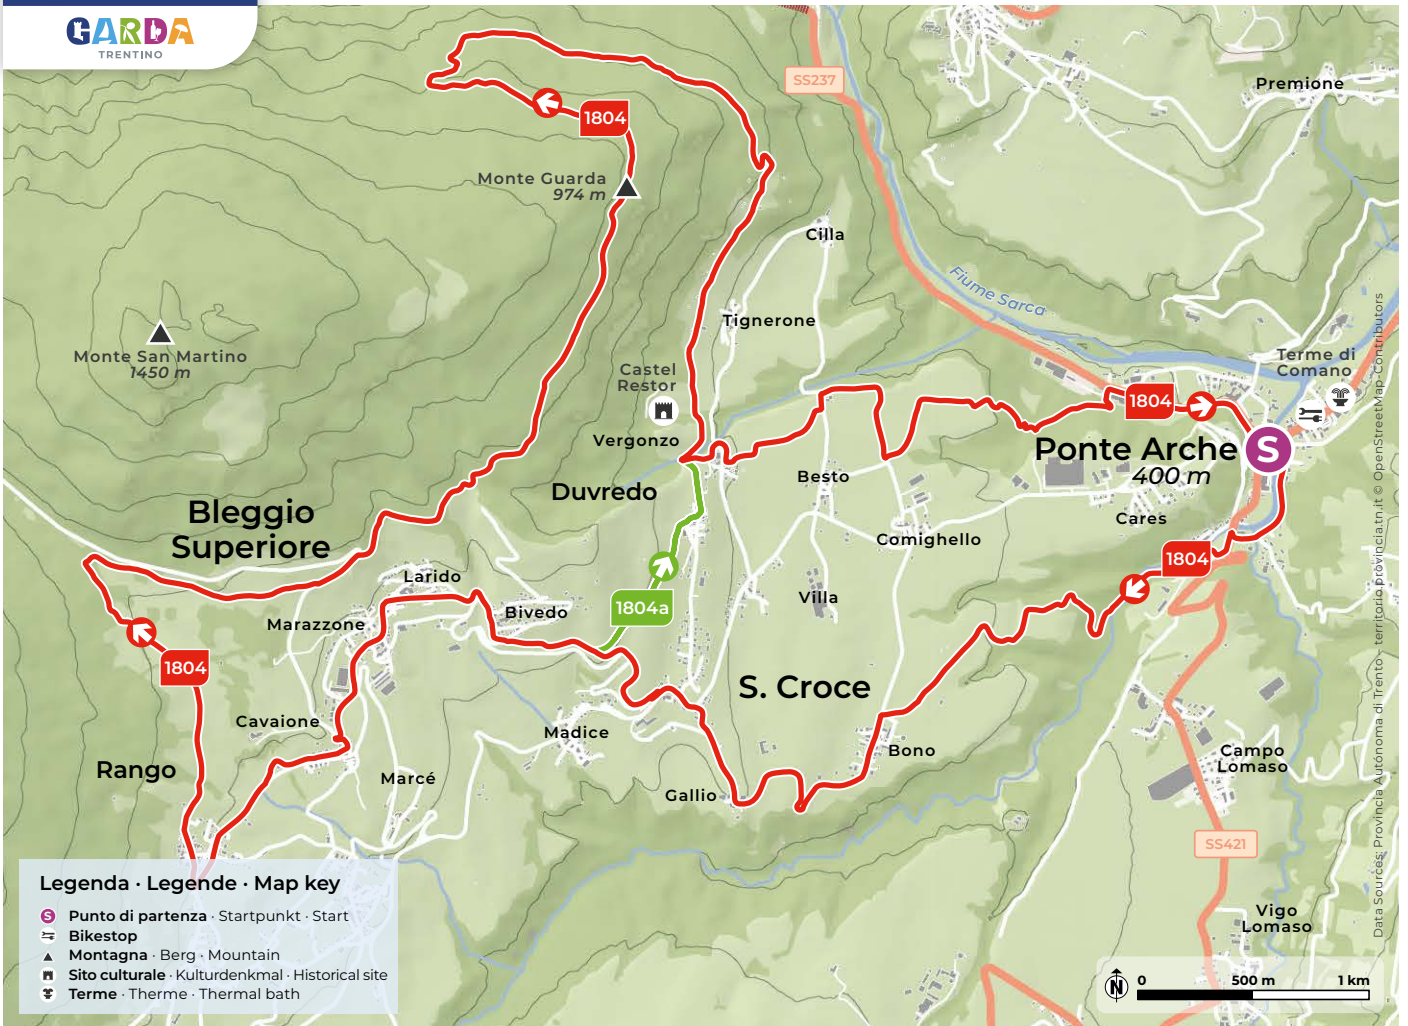 GARDA
TRENTINO
SS237
Premione
1804
Monte Guarda
974 m
Cilla
Fiume Sarca
Tignerone
Monte San Martino
1450 m
Castel
Restor
Terme di
Comano
1804
Vergonzo
Ponte Arche
400 m
S
Besto
Duvredo
Bleggio
Superiore
Cares
Comighello
1804
Larido
Villa
1804a
Bivedo
Marazzone
1804
S. Croce
Cavaione
Madice
Bono
Campo
Lomaso
Rango
Marcé
Gallio
SS421
Vigo
Lomaso
Legenda · Legende · Map key
S Punto di partenza · Startpunkt · Start
Bikestop
Montagna · Berg · Mountain
Sito culturale · Kulturdenkmal · Historical site
Terme · Therme · Thermal bath
N
0 500 m 1 km
Data Sources: Provincia Autonoma di Trento - territorio.provincia.tn.it © OpenStreetMap-Contributors